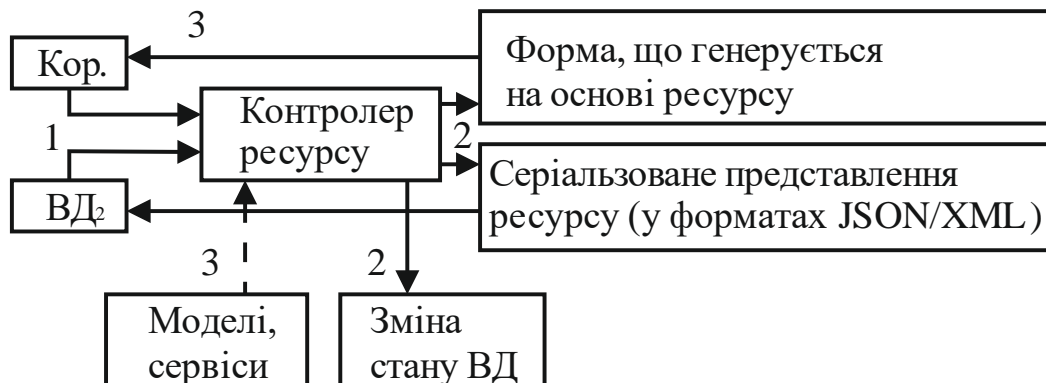 3
Кор.
Форма, що генерується
на основі ресурсу
Контролер
ресурсу
1
2
ВД2
Серіальзоване представлення
ресурсу (у форматах JSON/XML)
3
2
Моделі,
сервіси
Зміна
стану ВД